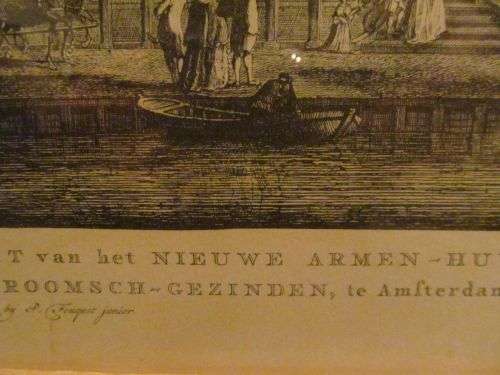 T van het NIEUWE ARMEN-HU
ROOMSCH-GEZINDEN, te Amſterdam
by P. Fouquet junior